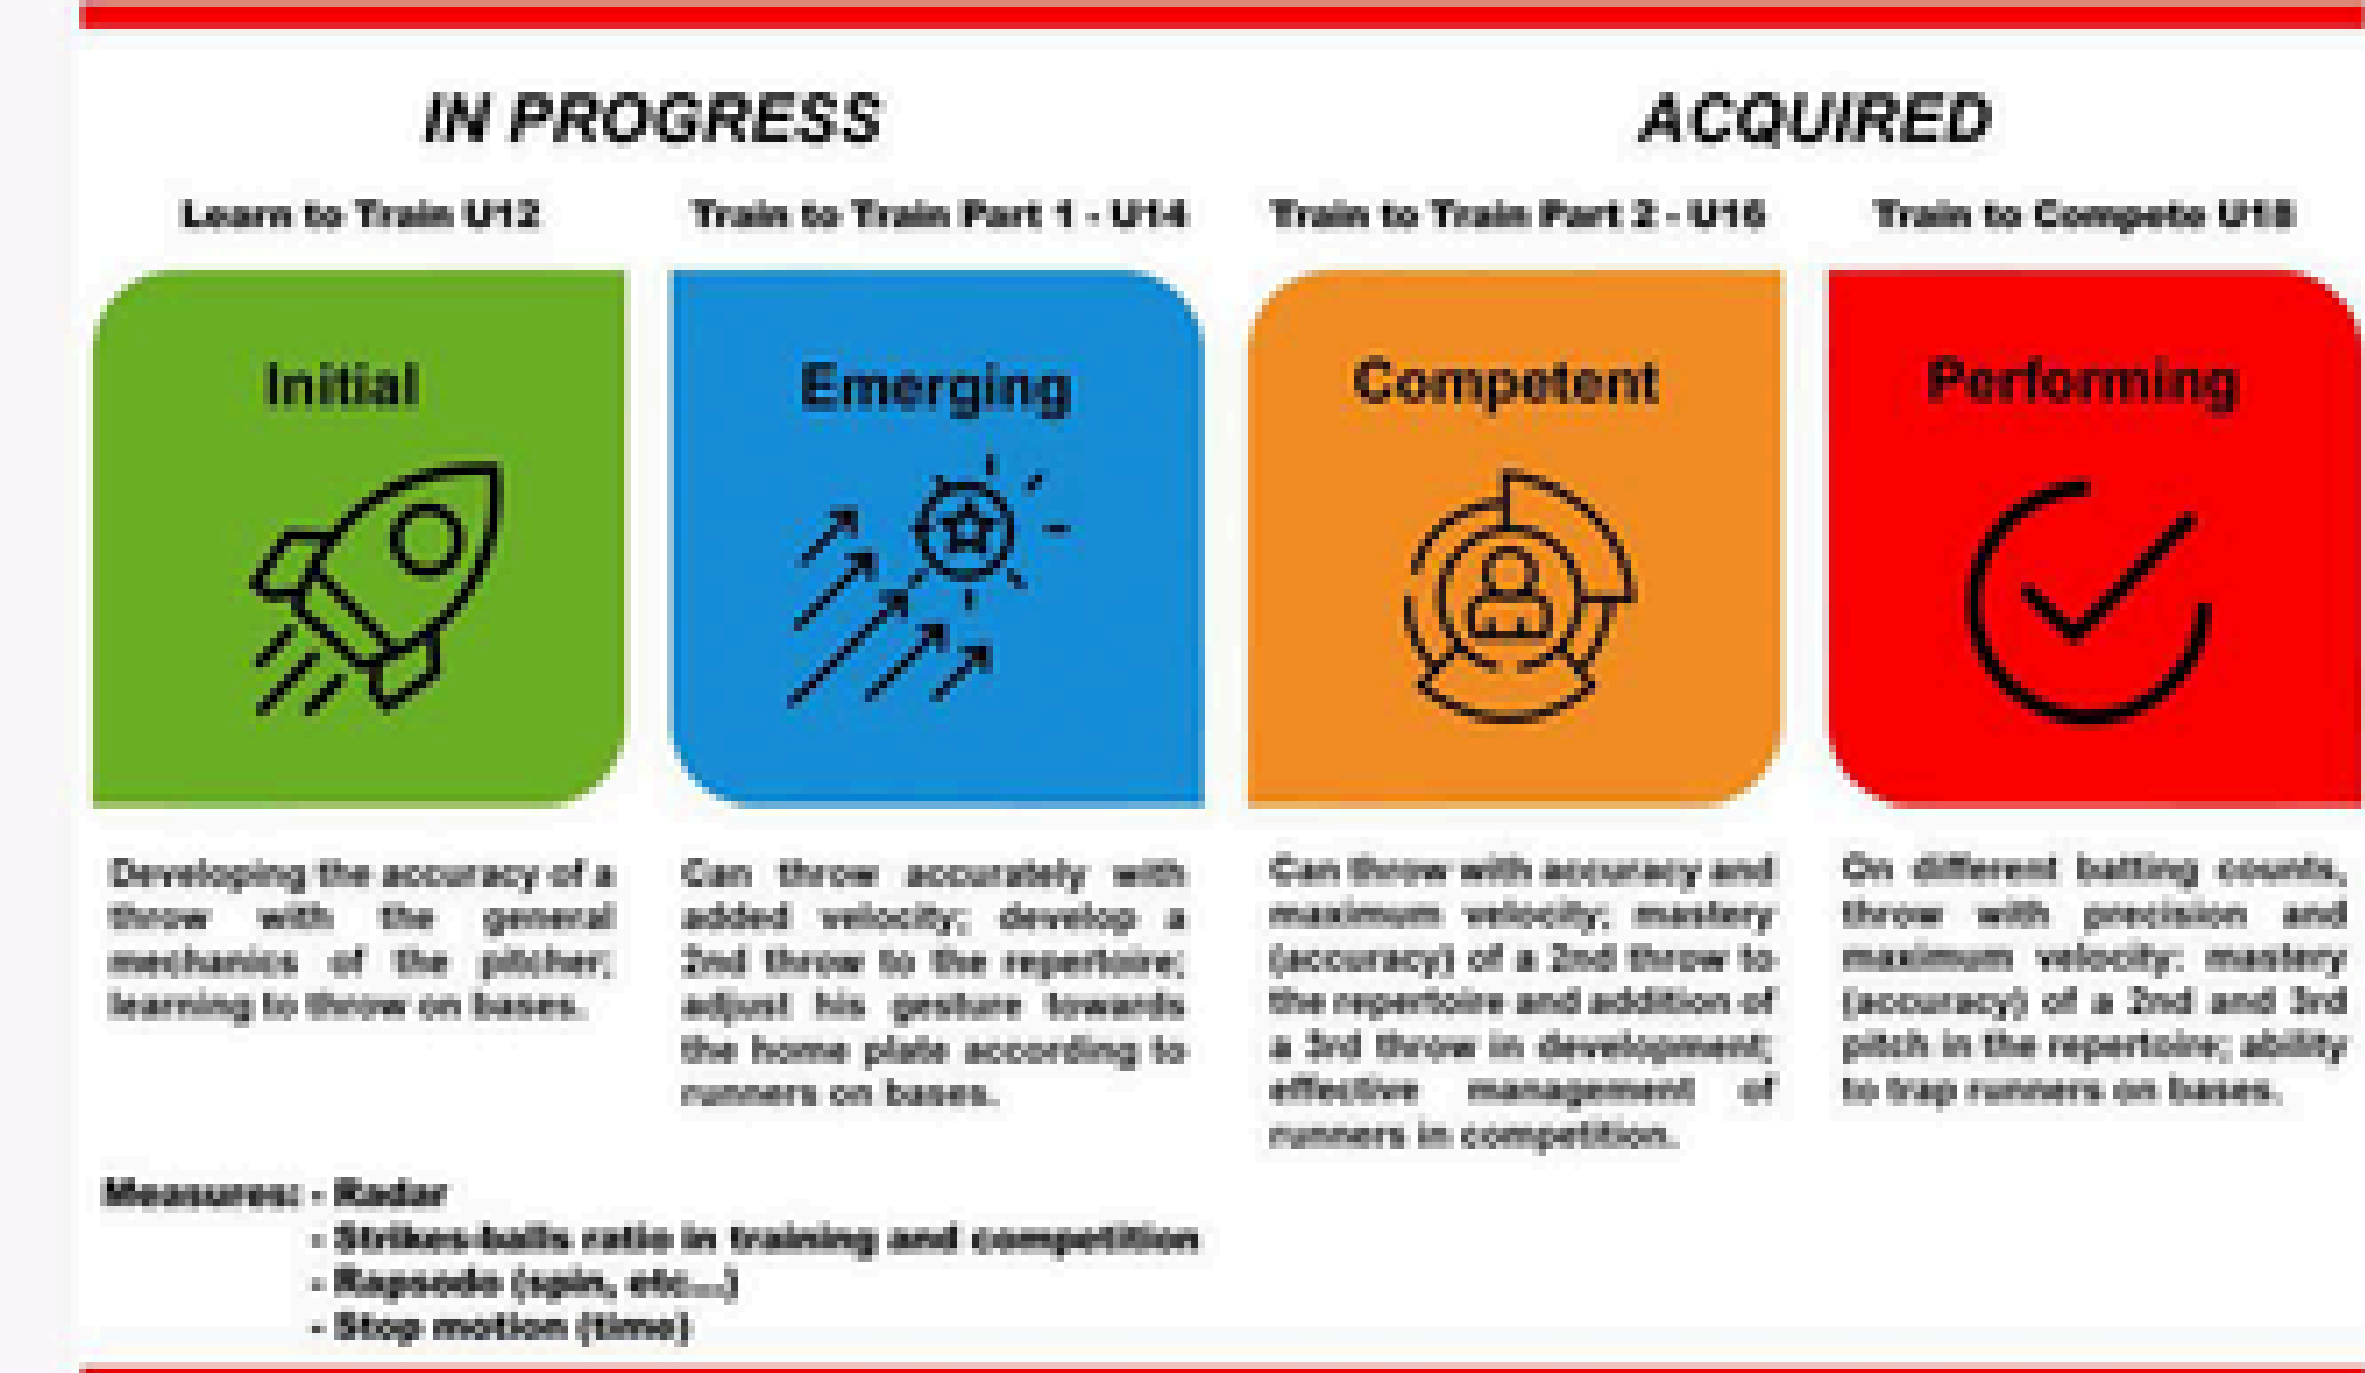 IN PROGRESS
ACQUIRED
Learn to Train U12
Train to Train Part 1 - U14
Train to Train Part 2 - U16
Train to Compete U18
Initial
Emerging
Competent
Performing
Developing the accuracy of a
throw with the general
mechanics of the pitcher;
learning to throw on bases.
Can throw accurately with
added velocity; develop a
2nd throw to the repertoire;
adjust his gesture towards
the home plate according to
runners on bases.
Can throw with accuracy and
maximum velocity; mastery
(accuracy) of a 2nd throw to
the repertoire and addition of
a 3rd throw in development;
effective management of
runners in competition.
On different batting counts,
throw with precision and
maximum velocity; mastery
(accuracy) of a 2nd and 3rd
pitch in the repertoire; ability
to trap runners on bases.
Measures: - Radar
- Strikes-balls ratio in training and competition
- Rapsodo (spin, etc...)
- Stop motion (time)